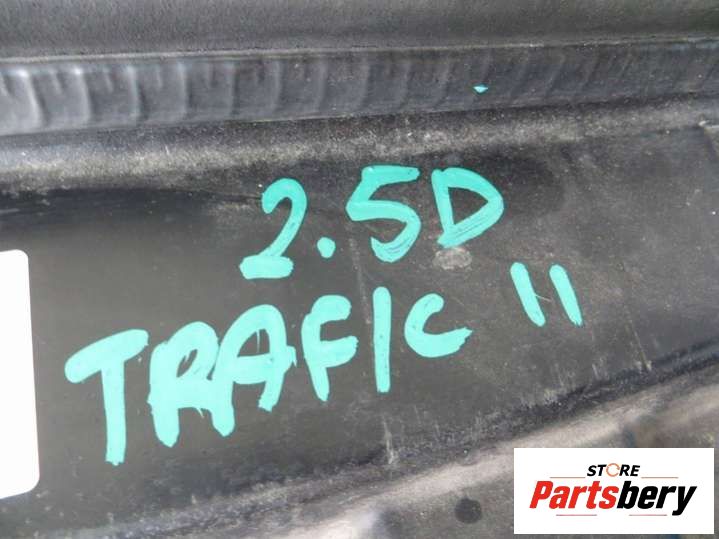 2.5D
TRAFIC II
STORE
Partsbery